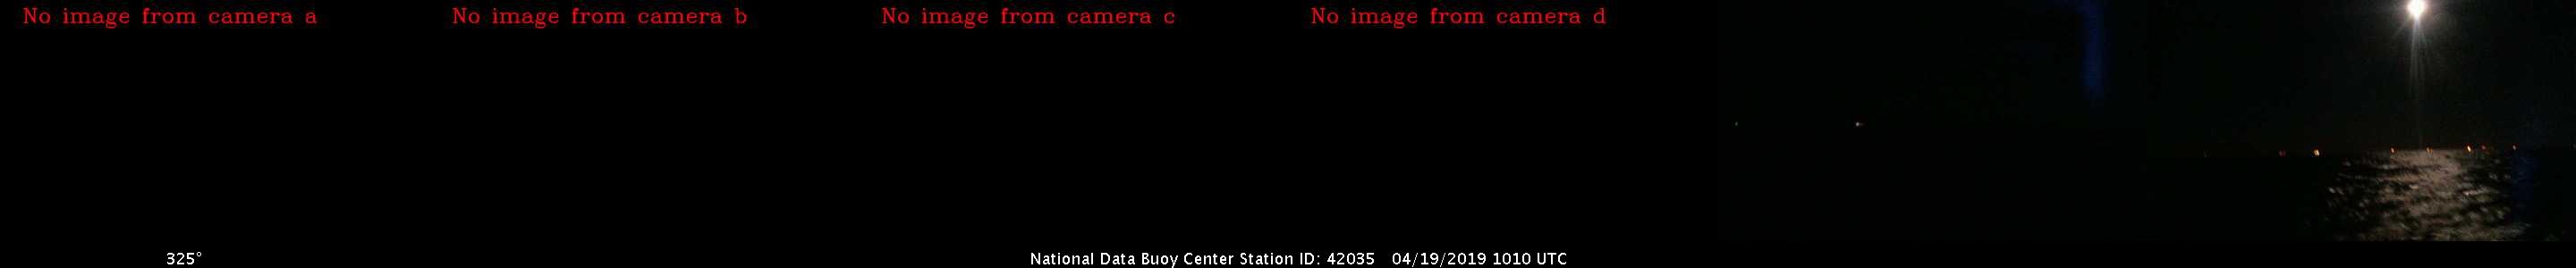 No image from camera a
No image from camera b
No image from camera c
No image from camera d
325°
National Data Buoy Center Station ID: 42035 04/19/2019 1010 UTC